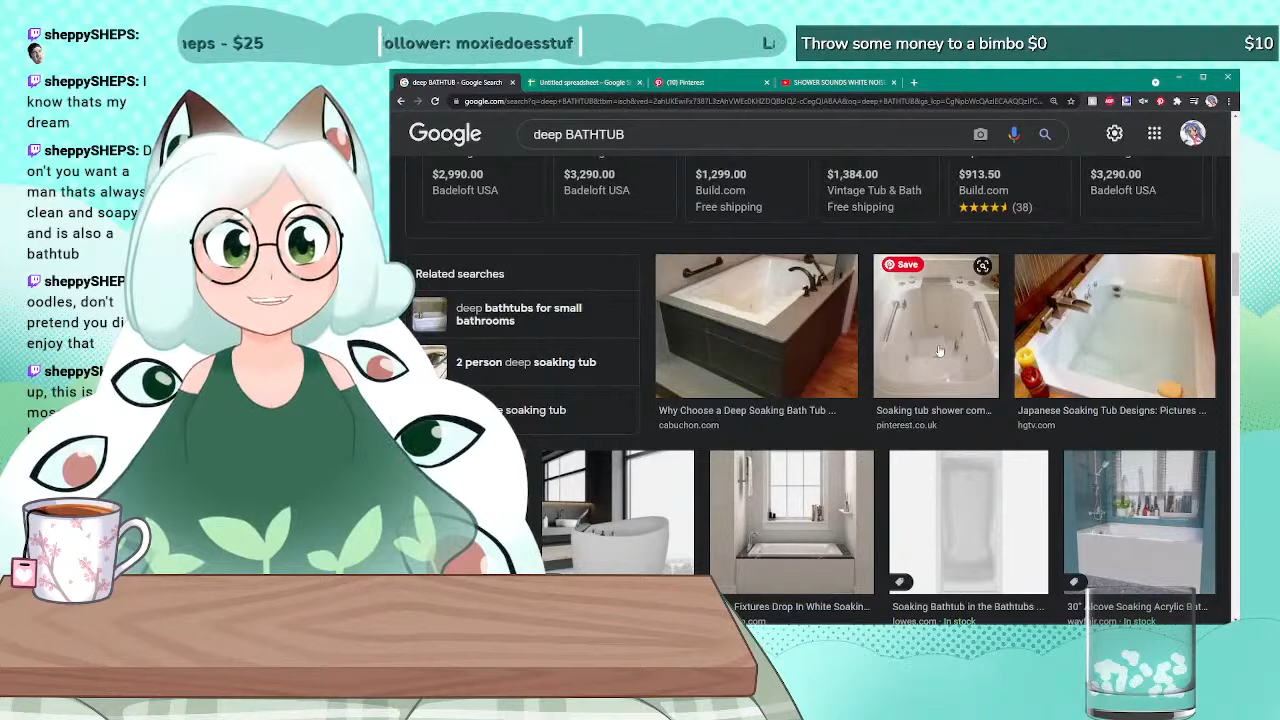 sheppySHEPS:
sheppySHEPS: I
know thats my
dream
sheppySHEPS: D
on't you want a
man thats always
clean and soapy
and is also a
bathtub
sheppySHEP
oodles, don't
pretend you di
enjoy that
sheppySH
up, this is
mos
eps - $25
ollower: moxiedoesstuf
Throw some money to a bimbo $0
$10
deep BATHTUB - Google Search
Untitled spreadsheet - Google S
(10) Pinterest
SHOWER SOUNDS WHITE NOIS
Google
deep BATHTUB
$2,990.00
Badeloft USA
$3,290.00
Badeloft USA
$1,299.00
Build.com
Free shipping
$1,384.00
Vintage Tub & Bath
Free shipping
$913.50
Build.com
(38)
$3,290.00
Badeloft USA
Related searches
deep bathtubs for small
bathrooms
2 person deep soaking tub
soaking tub
Save
Why Choose a Deep Soaking Bath Tub ...
cabuchon.com
Soaking tub shower com...
pinterest.co.uk
Japanese Soaking Tub Designs: Pictures ...
hgtv.com
Fixtures Drop In White Soakin...
Soaking Bathtub in the Bathtubs ...
lowes.com · In stock
30" Alcove Soaking Acrylic Bat...
wayfair.com · In stock